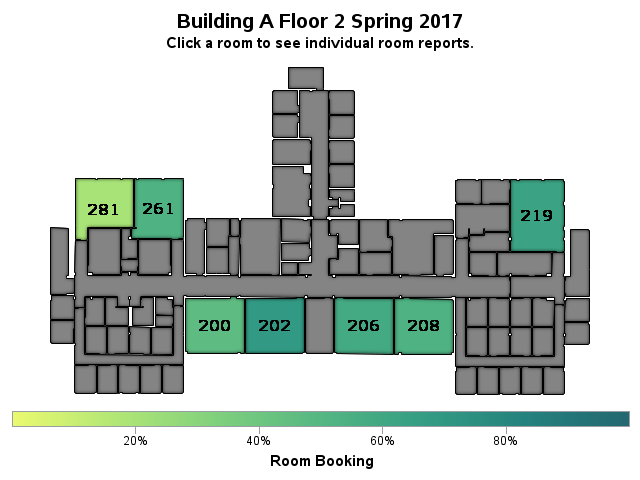 Building A Floor 2 Spring 2017
Click a room to see individual room reports.
281 261 219
200 202 206 208
20% 40% 60% 80%
Room Booking